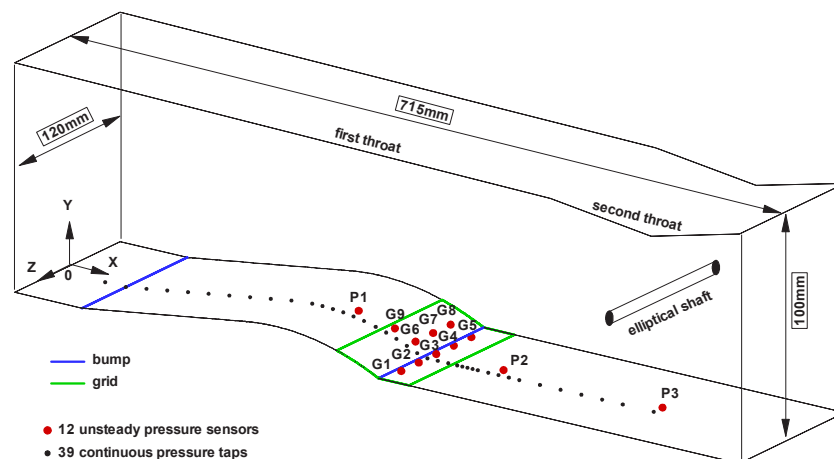 715mm
120mm
first throat
second throat
Y
Z
X
0
100mm
elliptical shaft
P1
G8
G7
G9
G5
G6
G4
G3
G2
G1
P2
P3
bump
grid
12 unsteady pressure sensors
39 continuous pressure taps